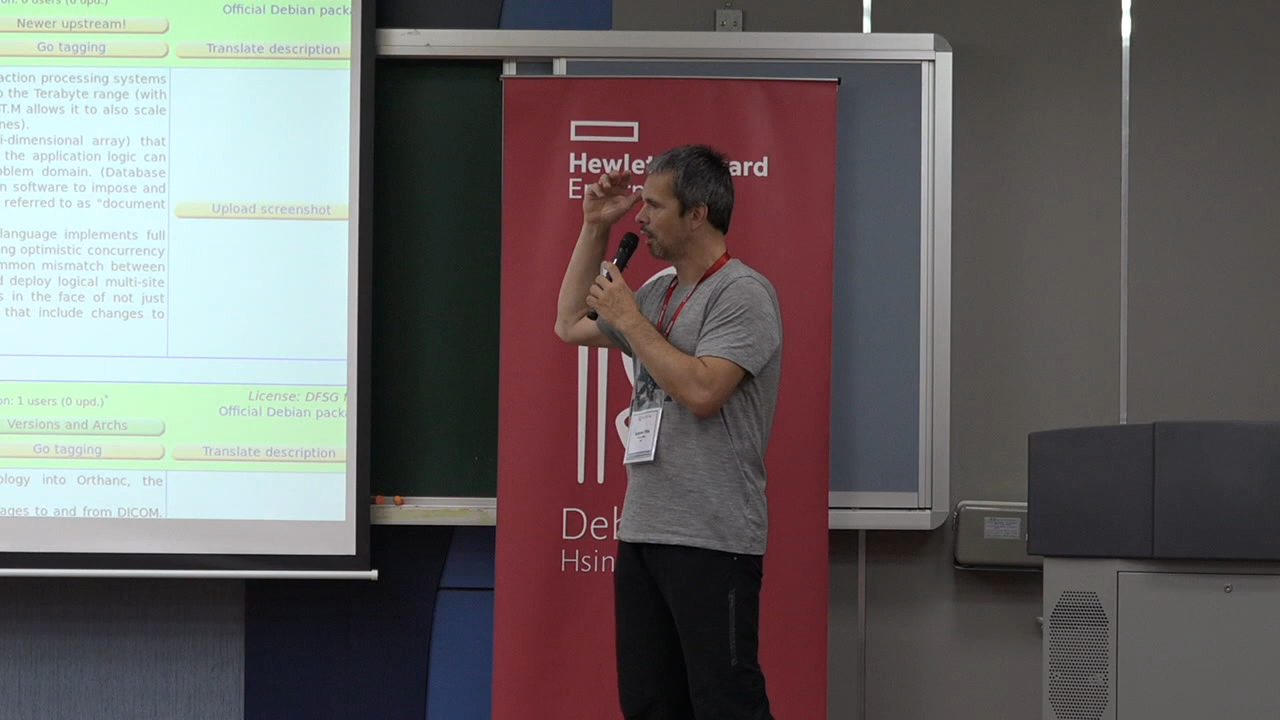 on: 0 users (0 upd.)
Official Debian pack
Newer upstream!
Go tagging
Translate description
action processing systems
o the Terabyte range (with
T.M allows it to also scale
nes).
i-dimensional array) that
the application logic can
oblem domain. (Database
n software to impose and
referred to as "document
Upload screenshot
language implements full
ng optimistic concurrency
mmon mismatch between
d deploy logical multi-site
s in the face of not just
that include changes to
on: 1 users (0 upd.)*
License: DFSG f
Official Debian pack
Versions and Archs
Go tagging
Translate description
ology into Orthanc, the
ages to and from DICOM.
Hewlet ard
E
Deb
Hsin